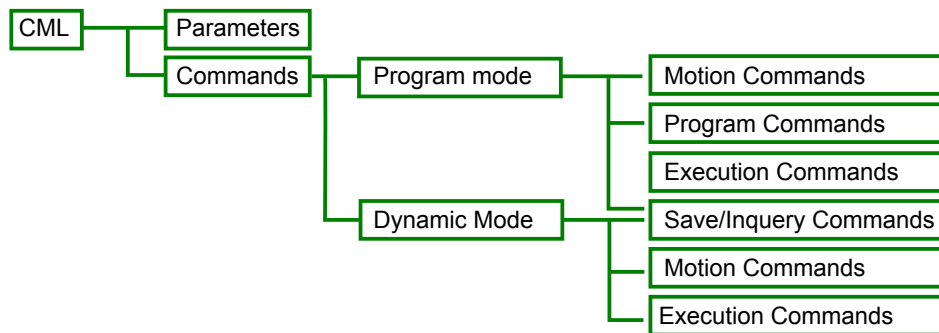 CML
Parameters
Commands
Program mode
Motion Commands
Program Commands
Execution Commands
Dynamic Mode
Save/Inquery Commands
Motion Commands
Execution Commands